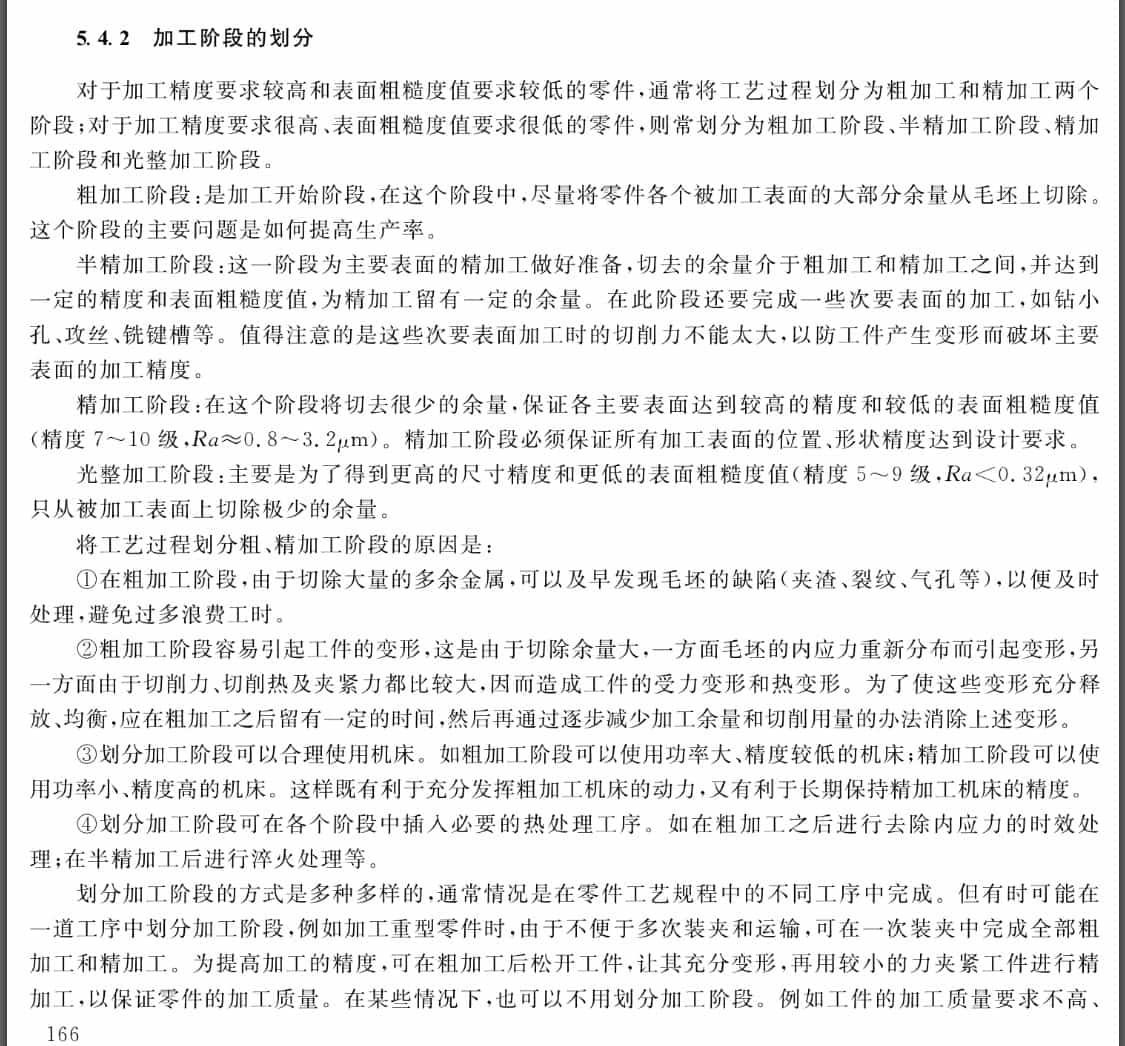 5.4.2 加工阶段的划分
对于加工精度要求较高和表面粗糙度值要求较低的零件,通常将工艺过程划分为粗加工和精加工两个
阶段;对于加工精度要求很高、表面粗糙度值要求很低的零件,则常划分为粗加工阶段、半精加工阶段、精加
工阶段和光整加工阶段。
粗加工阶段:是加工开始阶段,在这个阶段中,尽量将零件各个被加工表面的大部分余量从毛坯上切除。
这个阶段的主要问题是如何提高生产率。
半精加工阶段:这一阶段为主要表面的精加工做好准备,切去的余量介于粗加工和精加工之间,并达到
一定的精度和表面粗糙度值,为精加工留有一定的余量。在此阶段还要完成一些次要表面的加工,如钻小
孔、攻丝、铣键槽等。值得注意的是这些次要表面加工时的切削力不能太大,以防工件产生变形而破坏主要
表面的加工精度。
精加工阶段:在这个阶段将切去很少的余量,保证各主要表面达到较高的精度和较低的表面粗糙度值
(精度 7~10 级,Ra≈0.8~3.2μm)。精加工阶段必须保证所有加工表面的位置、形状精度达到设计要求。
光整加工阶段:主要是为了得到更高的尺寸精度和更低的表面粗糙度值(精度 5~9 级,Ra<0.32μm),
只从被加工表面上切除极少的余量。
将工艺过程划分粗、精加工阶段的原因是:
①在粗加工阶段,由于切除大量的多余金属,可以及早发现毛坯的缺陷(夹渣、裂纹、气孔等),以便及时
处理,避免过多浪费工时。
②粗加工阶段容易引起工件的变形,这是由于切除余量大,一方面毛坯的内应力重新分布而引起变形,另
一方面由于切削力、切削热及夹紧力都比较大,因而造成工件的受力变形和热变形。为了使这些变形充分释
放、均衡,应在粗加工之后留有一定的时间,然后再通过逐步减少加工余量和切削用量的办法消除上述变形。
③划分加工阶段可以合理使用机床。如粗加工阶段可以使用功率大、精度较低的机床;精加工阶段可以使
用功率小、精度高的机床。这样既有利于充分发挥粗加工机床的动力,又有利于长期保持精加工机床的精度。
④划分加工阶段可在各个阶段中插入必要的热处理工序。如在粗加工之后进行去除内应力的时效处
理;在半精加工后进行淬火处理等。
划分加工阶段的方式是多种多样的,通常情况是在零件工艺规程中的不同工序中完成。但有时可能在
一道工序中划分加工阶段,例如加工重型零件时,由于不便于多次装夹和运输,可在一次装夹中完成全部粗
加工和精加工。为提高加工的精度,可在粗加工后松开工件,让其充分变形,再用较小的力夹紧工件进行精
加工,以保证零件的加工质量。在某些情况下,也可以不用划分加工阶段。例如工件的加工质量要求不高、
166